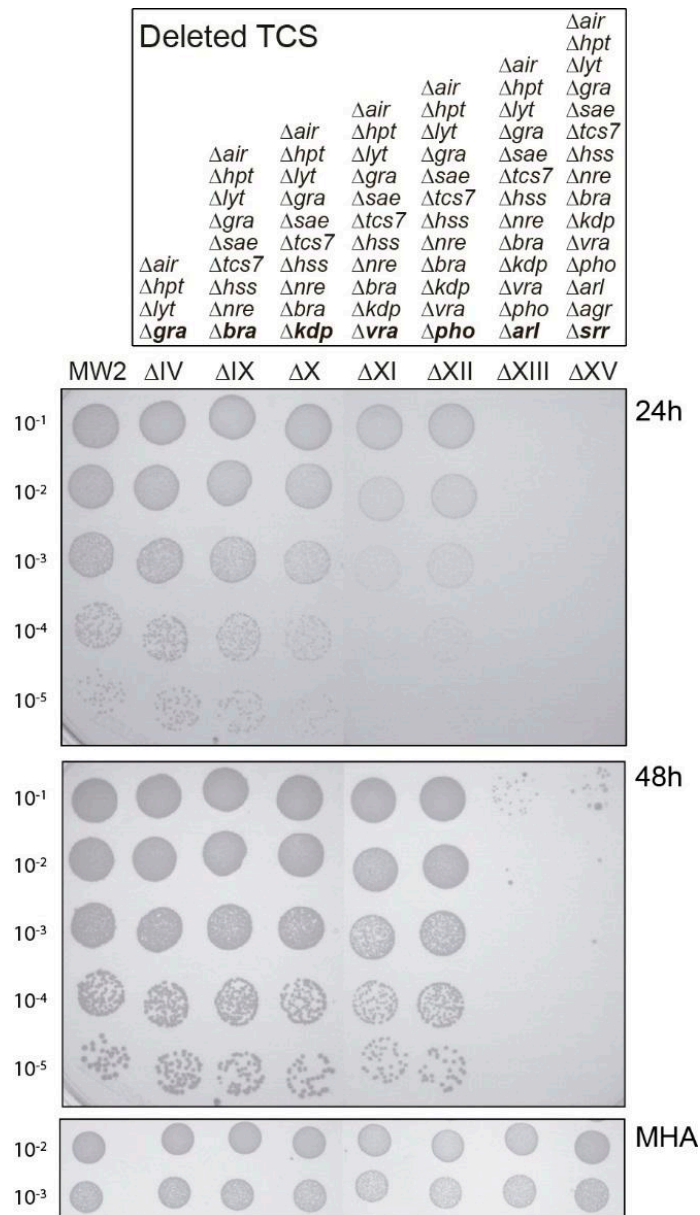 Deleted TCS
Δair
Δhpt
Δair Δlyt
Δair Δhpt Δgra
Δair Δhpt Δlyt Δsae
Δair Δhpt Δlyt Δgra Δtcs7
Δair Δhpt Δlyt Δgra Δsae Δhss
Δhpt Δlyt Δgra Δsae Δtcs7 Δnre
Δlyt Δgra Δsae Δtcs7 Δhss Δbra
Δgra Δsae Δtcs7 Δhss Δnre Δkdp
Δsae Δtcs7 Δhss Δnre Δbra Δvra
Δair Δtcs7 Δhss Δnre Δbra Δkdp Δpho
Δhpt Δhss Δnre Δbra Δkdp Δvra Δarl
Δlyt Δnre Δbra Δkdp Δvra Δpho Δagr
Δgra Δbra Δkdp Δvra Δpho Δarl Δsrr
MW2 ΔIV ΔIX ΔX ΔXI ΔXII ΔXIII ΔXV
24h
10⁻¹
10⁻²
10⁻³
10⁻⁴
10⁻⁵
48h
10⁻¹
10⁻²
10⁻³
10⁻⁴
10⁻⁵
MHA
10⁻²
10⁻³